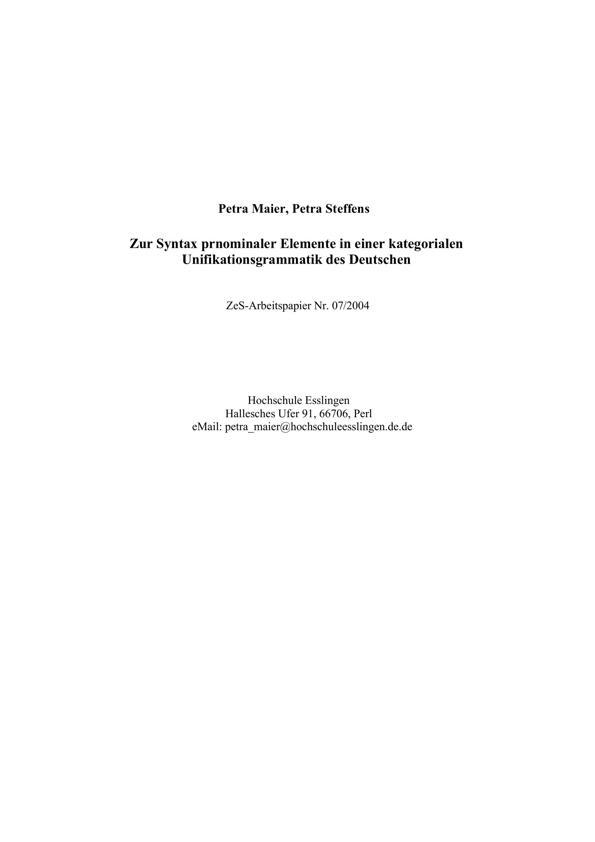 Petra Maier, Petra Steffens
Zur Syntax prnominaler Elemente in einer kategorialen
Unifikationsgrammatik des Deutschen
ZeS-Arbeitspapier Nr. 07/2004
Hochschule Esslingen
Hallesches Ufer 91, 66706, Perl
eMail: petra_maier@hochschuleesslingen.de.de